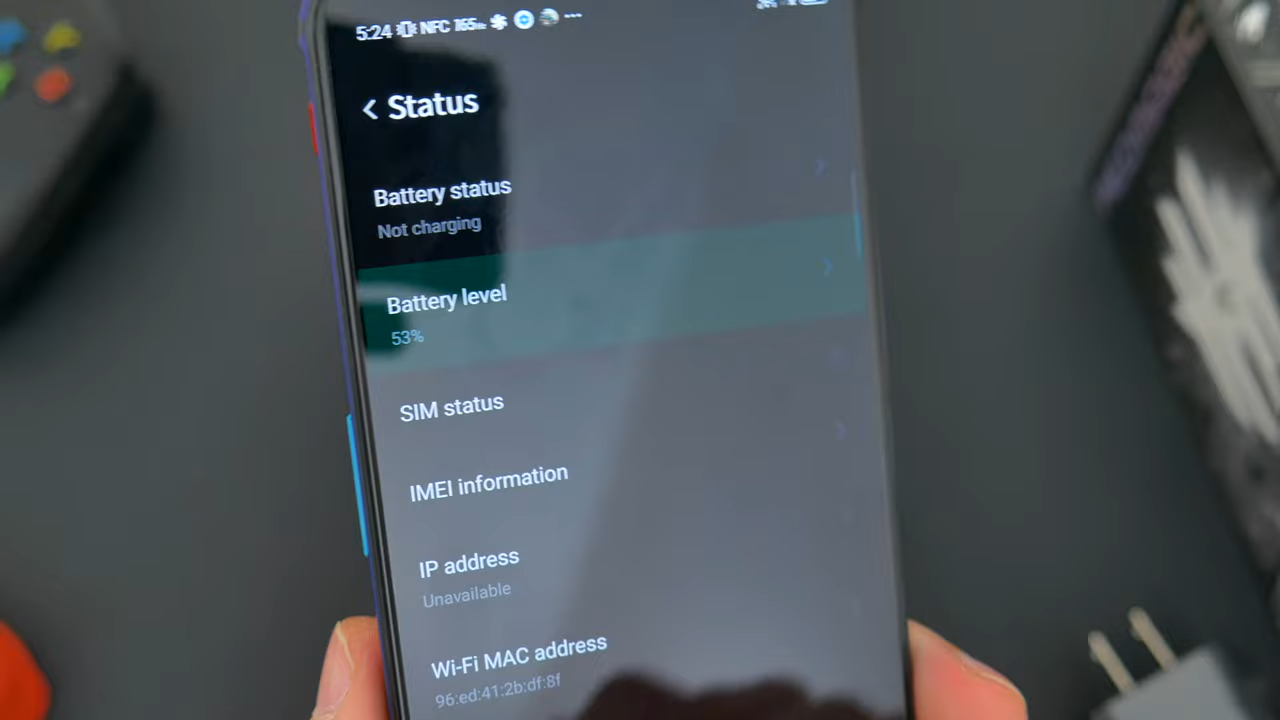 5:24 NFC 165Hz
Status
Battery status
Not charging
Battery level
53%
SIM status
IMEI information
IP address
Unavailable
Wi-Fi MAC address
96:ed:41:2b:df:8f